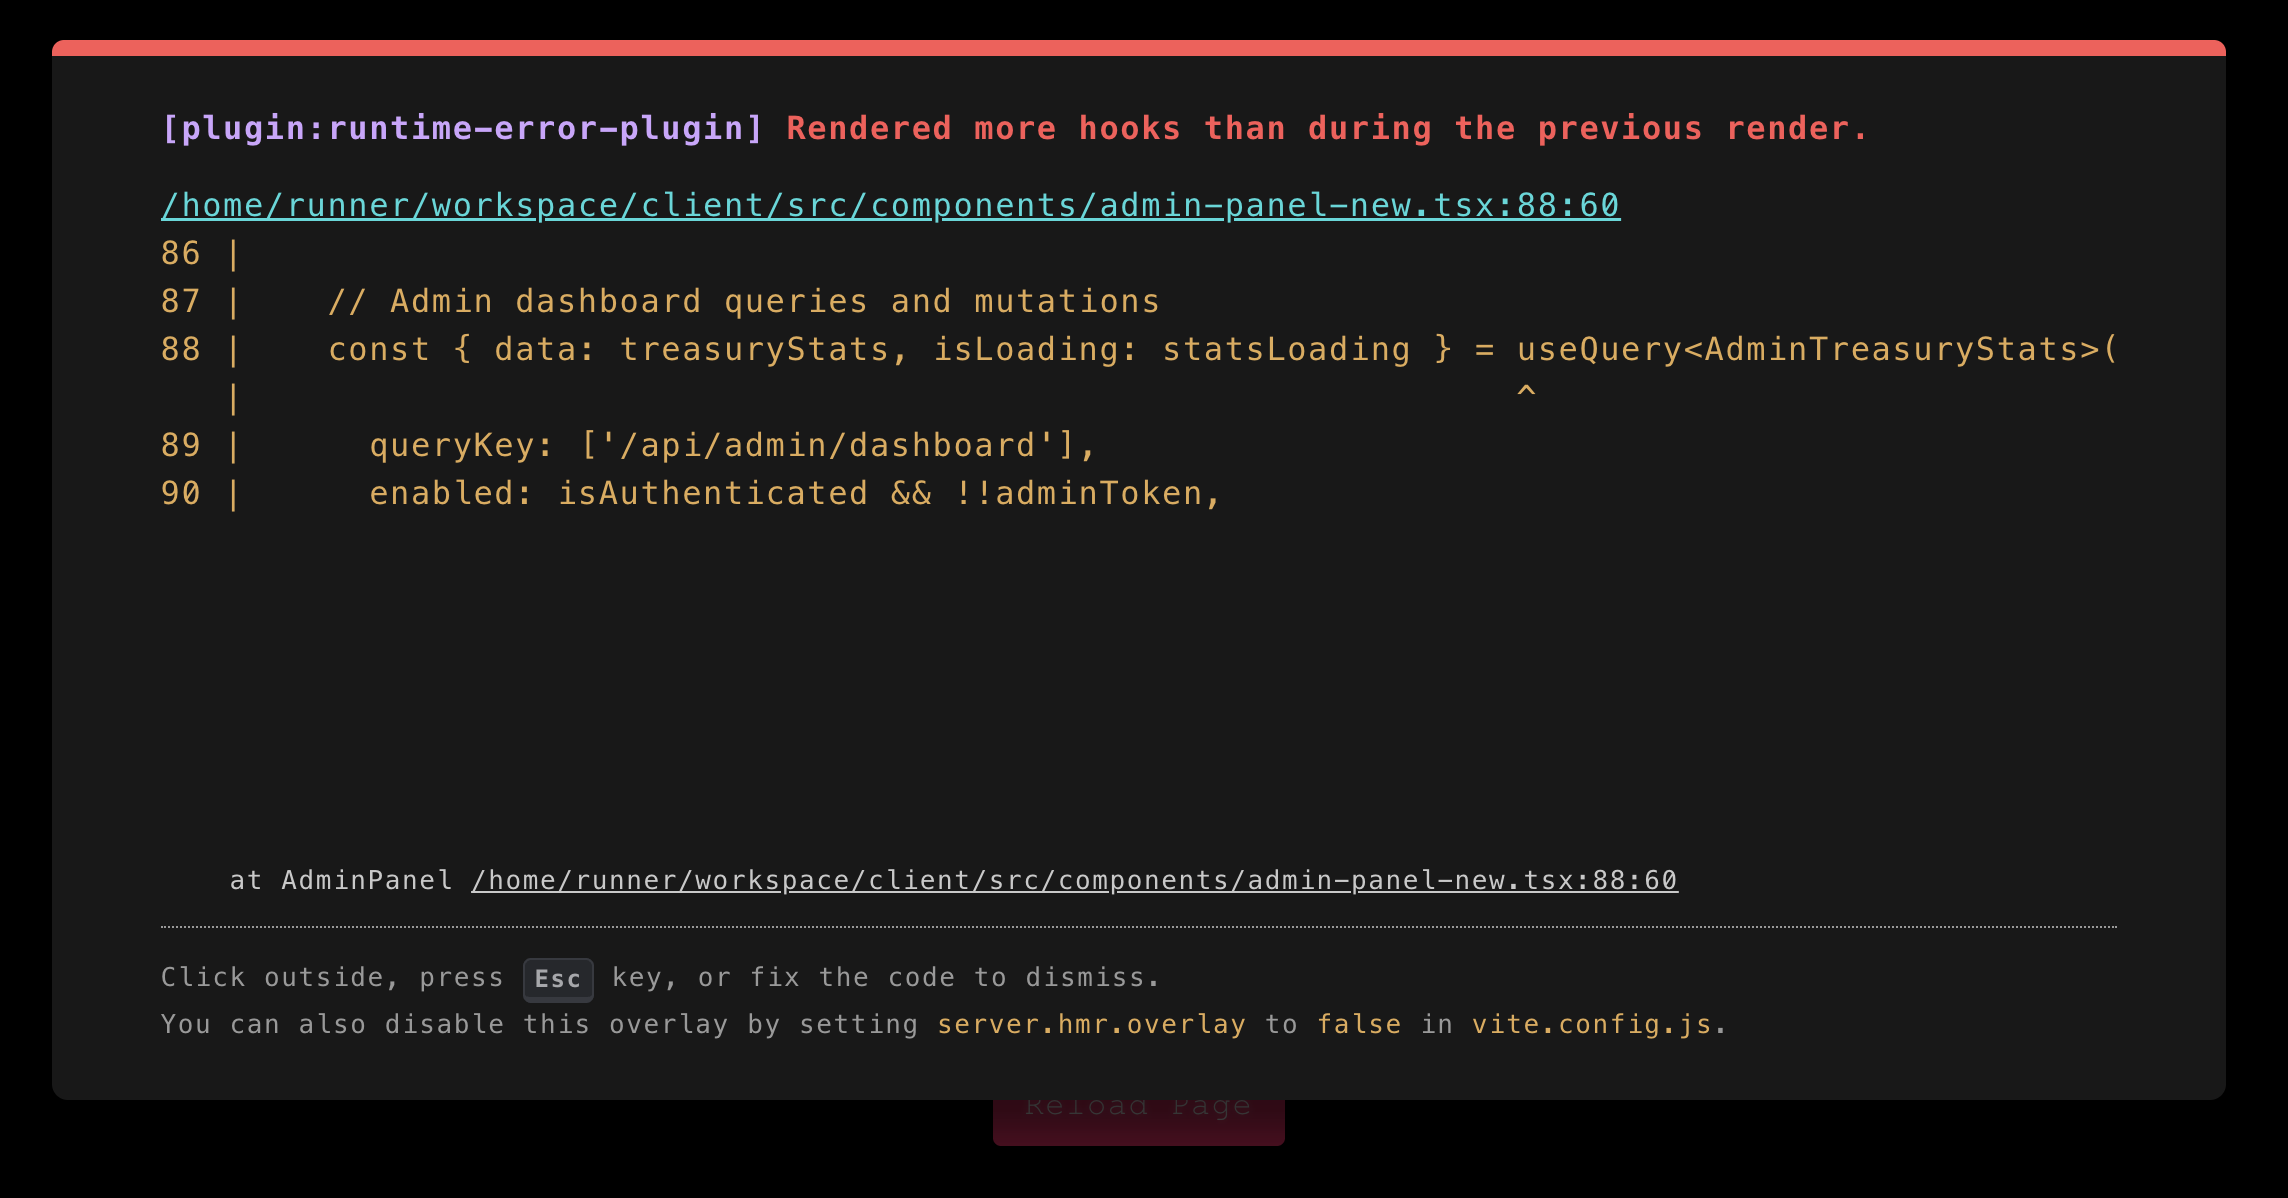 [plugin:runtime-error-plugin] Rendered more hooks than during the previous render.
/home/runner/workspace/client/src/components/admin-panel-new.tsx:88:60
86 |
87 |    // Admin dashboard queries and mutations
88 |    const { data: treasuryStats, isLoading: statsLoading } = useQuery<AdminTreasuryStats>(
   |                                                             ^
89 |      queryKey: ['/api/admin/dashboard'],
90 |      enabled: isAuthenticated && !!adminToken,
at AdminPanel /home/runner/workspace/client/src/components/admin-panel-new.tsx:88:60
Click outside, press Esc key, or fix the code to dismiss.
You can also disable this overlay by setting server.hmr.overlay to false in vite.config.js.
Reload Page